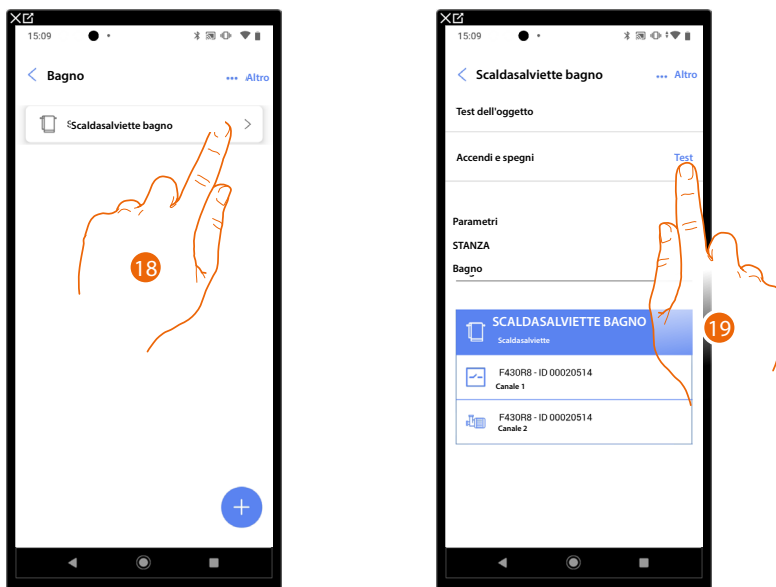 15:09
Bagno
••• Altro
Scaldasalviette bagno
18
15:09
Scaldasalviette bagno
••• Altro
Test dell'oggetto
Accendi e spegni
Test
Parametri
STANZA
Bagno
SCALDASALVIETTE BAGNO
Scaldasalviette
F430R8 - ID 00020514
Canale 1
F430R8 - ID 00020514
Canale 2
19